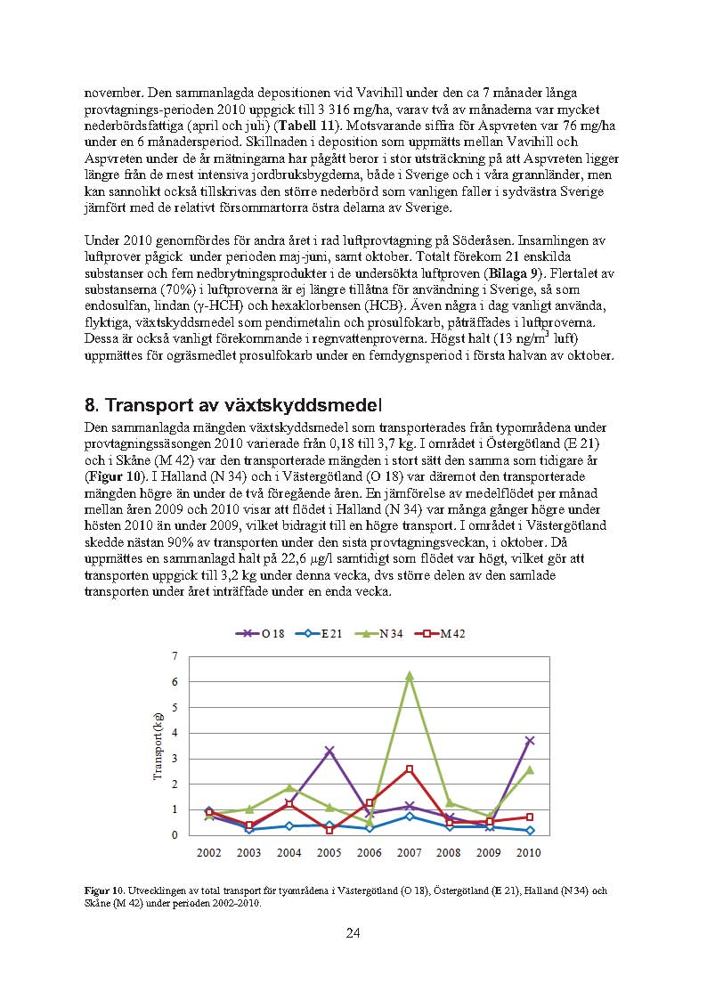 november. Den sammanlagda depositionen vid Vavihill under den ca 7 månader långa
provtagnings-perioden 2010 uppgick till 3 316 mg/ha, varav två av månaderna var mycket
nederbördsfattiga (april och juli) (Tabell 11). Motsvarande siffra för Aspvreten var 76 mg/ha
under en 6 månadersperiod. Skillnaden i deposition som uppmätts mellan Vavihill och
Aspvreten under de år mätningarna har pågått beror i stor utsträckning på att Aspvreten ligger
längre från de mest intensiva jordbruksbygderna, både i Sverige och i våra grannländer, men
kan sannolikt också tillskrivas den större nederbörd som vanligen faller i sydvästra Sverige
jämfört med de relativt försommartorra östra delarna av Sverige.
Under 2010 genomfördes för andra året i rad luftprovtagning på Söderåsen. Insamlingen av
luftprover pågick under perioden maj-juni, samt oktober. Totalt förekom 21 enskilda
substanser och fem nedbrytningsprodukter i de undersökta luftproven (Bilaga 9). Flertalet av
substanserna (70%) i luftproverna är ej längre tillåtna för användning i Sverige, så som
endosulfan, lindan (γ-HCH) och hexaklorbensen (HCB). Även några i dag vanligt använda,
flyktiga, växtskyddsmedel som pendimetalin och prosulfokarb, påträffades i luftproverna.
Dessa är också vanligt förekommande i regnvattenproverna. Högst halt (13 ng/m³ luft)
uppmättes för ogräsmedlet prosulfokarb under en femdygnsperiod i första halvan av oktober.
8. Transport av växtskyddsmedel
Den sammanlagda mängden växtskyddsmedel som transporterades från typområdena under
provtagningssäsongen 2010 varierade från 0,18 till 3,7 kg. I området i Östergötland (E 21)
och i Skåne (M 42) var den transporterade mängden i stort sätt den samma som tidigare år
(Figur 10). I Halland (N 34) och i Västergötland (O 18) var däremot den transporterade
mängden högre än under de två föregående åren. En jämförelse av medelflödet per månad
mellan åren 2009 och 2010 visar att flödet i Halland (N 34) var många gånger högre under
hösten 2010 än under 2009, vilket bidragit till en högre transport. I området i Västergötland
skedde nästan 90% av transporten under den sista provtagningsveckan, i oktober. Då
uppmättes en sammanlagd halt på 22,6 µg/l samtidigt som flödet var högt, vilket gör att
transporten uppgick till 3,2 kg under denna vecka, dvs större delen av den samlade
transporten under året inträffade under en enda vecka.
O 18 E 21 N 34 M 42
7
6
5
4
3
2
1
0
Transport (kg)
2002 2003 2004 2005 2006 2007 2008 2009 2010
Figur 10. Utvecklingen av total transport för tyområdena i Västergötland (O 18), Östergötland (E 21), Halland (N 34) och
Skåne (M 42) under perioden 2002-2010.
24